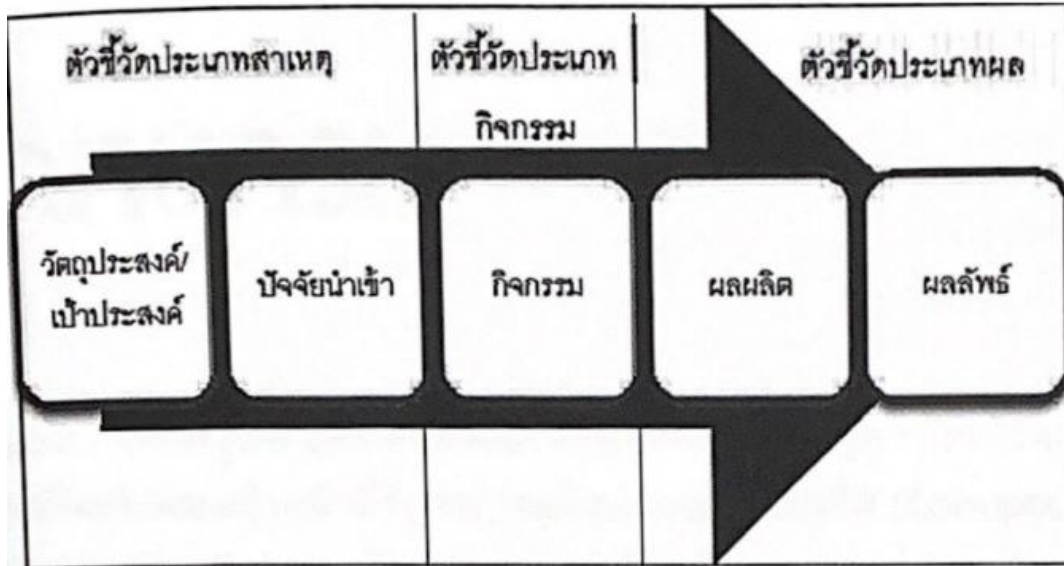 ตัวชี้วัดประเภทสาเหตุ
ตัวชี้วัดประเภท
กิจกรรม
ตัวชี้วัดประเภทผล
วัตถุประสงค์/
เป้าประสงค์
ปัจจัยนำเข้า
กิจกรรม
ผลผลิต
ผลลัพธ์